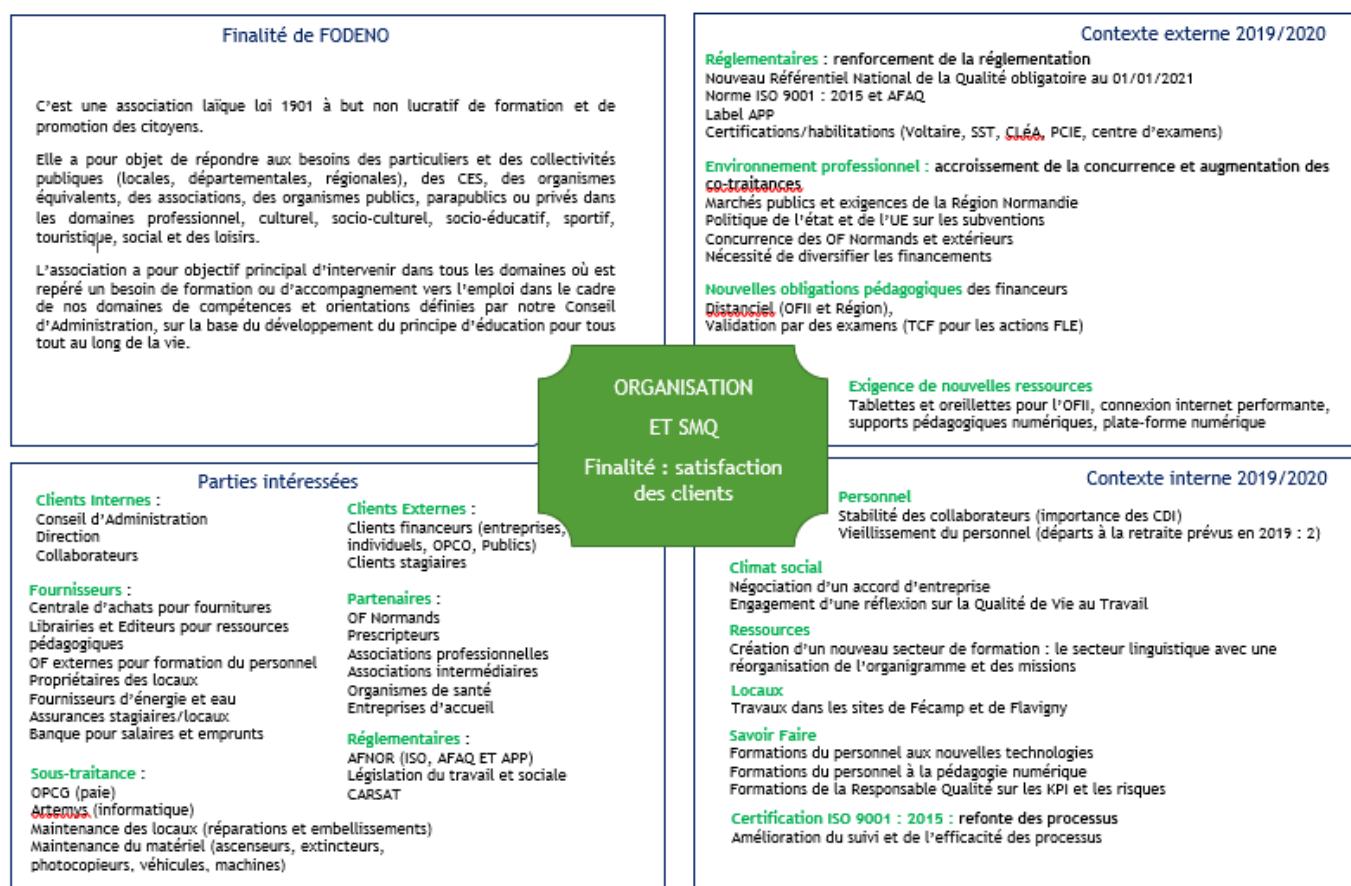 Finalité de FODENO
C’est une association laïque loi 1901 à but non lucratif de formation et de
promotion des citoyens.
Elle a pour objet de répondre aux besoins des particuliers et des collectivités
publiques (locales, départementales, régionales), des CES, des organismes
équivalents, des associations, des organismes publics, parapublics ou privés dans
les domaines professionnel, culturel, socio-culturel, socio-éducatif, sportif,
touristique, social et des loisirs.
L’association a pour objectif principal d’intervenir dans tous les domaines où est
repéré un besoin de formation ou d’accompagnement vers l’emploi dans le cadre
de nos domaines de compétences et orientations définies par notre Conseil
d’Administration, sur la base du développement du principe d’éducation pour tous
tout au long de la vie.
Contexte externe 2019/2020
Réglementaires : renforcement de la réglementation
Nouveau Référentiel National de la Qualité obligatoire au 01/01/2021
Norme ISO 9001 : 2015 et AFAQ
Label APP
Certifications/habilitations (Voltaire, SST, CLéA, PCIE, centre d’examens)
Environnement professionnel : accroissement de la concurrence et augmentation des
co-traitances
Marchés publics et exigences de la Région Normandie
Politique de l’état et de l’UE sur les subventions
Concurrence des OF Normands et extérieurs
Nécessité de diversifier les financements
Nouvelles obligations pédagogiques des financeurs
Distanciel (OFII et Région),
Validation par des examens (TCF pour les actions FLE)
Exigence de nouvelles ressources
Tablettes et oreillettes pour l’OFII, connexion internet performante,
supports pédagogiques numériques, plate-forme numérique
ORGANISATION
ET SMQ
Finalité : satisfaction
des clients
Parties intéressées
Clients Internes :
Conseil d’Administration
Direction
Collaborateurs
Fournisseurs :
Centrale d’achats pour fournitures
Librairies et Editeurs pour ressources
pédagogiques
OF externes pour formation du personnel
Propriétaires des locaux
Fournisseurs d’énergie et eau
Assurances stagiaires/locaux
Banque pour salaires et emprunts
Sous-traitance :
OPCG (paie)
Artemys (informatique)
Maintenance des locaux (réparations et embellissements)
Maintenance du matériel (ascenseurs, extincteurs,
photocopieurs, véhicules, machines)
Clients Externes :
Clients financeurs (entreprises,
individuels, OPCO, Publics)
Clients stagiaires
Partenaires :
OF Normands
Prescripteurs
Associations professionnelles
Associations intermédiaires
Organismes de santé
Entreprises d’accueil
Réglementaires :
AFNOR (ISO, AFAQ ET APP)
Législation du travail et sociale
CARSAT
Contexte interne 2019/2020
Personnel
Stabilité des collaborateurs (importance des CDI)
Vieillissement du personnel (départs à la retraite prévus en 2019 : 2)
Climat social
Négociation d’un accord d’entreprise
Engagement d’une réflexion sur la Qualité de Vie au Travail
Ressources
Création d’un nouveau secteur de formation : le secteur linguistique avec une
réorganisation de l’organigramme et des missions
Locaux
Travaux dans les sites de Fécamp et de Flavigny
Savoir Faire
Formations du personnel aux nouvelles technologies
Formations du personnel à la pédagogie numérique
Formations de la Responsable Qualité sur les KPI et les risques
Certification ISO 9001 : 2015 : refonte des processus
Amélioration du suivi et de l’efficacité des processus